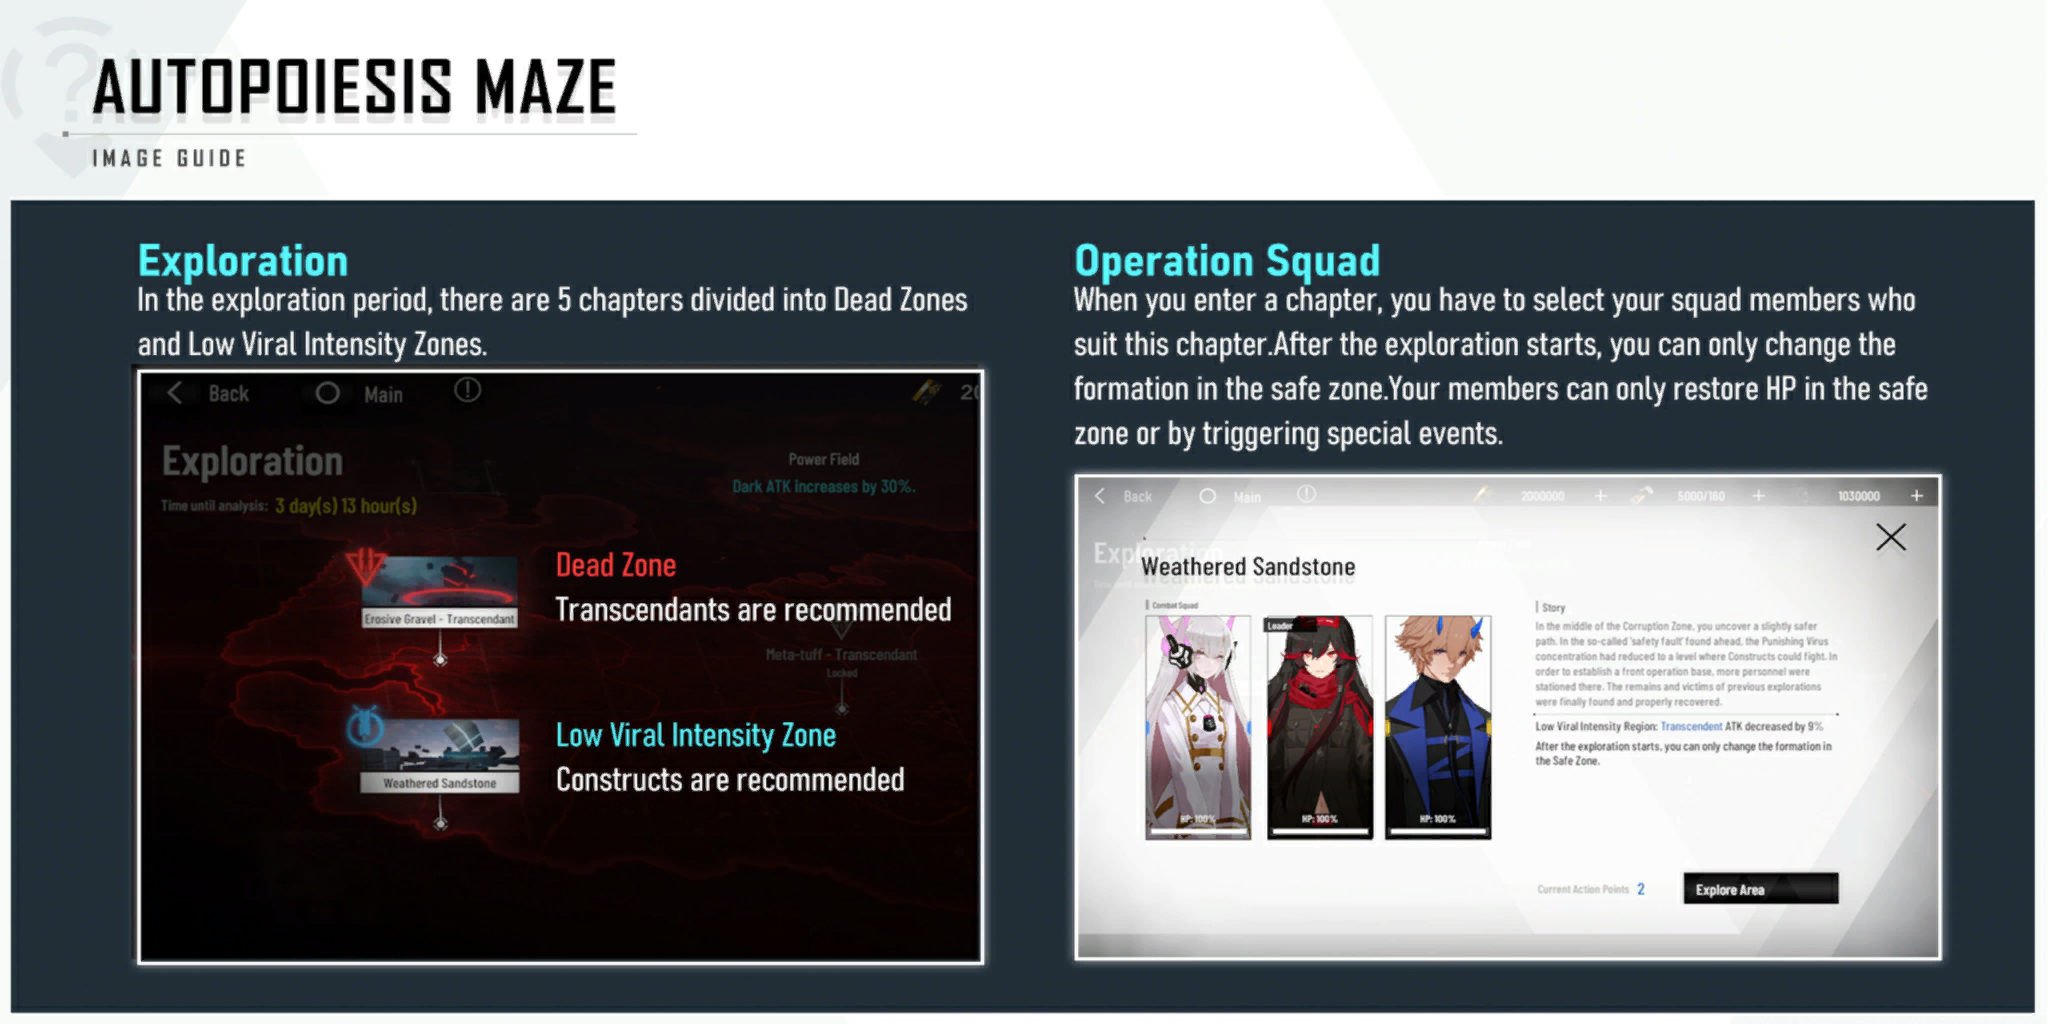 AUTOPOIESIS MAZE
IMAGE GUIDE
Exploration
In the exploration period, there are 5 chapters divided into Dead Zones
and Low Viral Intensity Zones.
Back
Main
20
Exploration
Time until analysis: 3 day(s) 13 hour(s)
Power Field
Dark ATK increases by 30%.
Erosive Gravel - Transcendant
Dead Zone
Transcendants are recommended
Meta-tuff - Transcendant
Locked
Weathered Sandstone
Low Viral Intensity Zone
Constructs are recommended
Operation Squad
When you enter a chapter, you have to select your squad members who
suit this chapter.After the exploration starts, you can only change the
formation in the safe zone.Your members can only restore HP in the safe
zone or by triggering special events.
Back
Main
2000000 +
5000/160 +
1030000 +
Exploration
Weathered Sandstone
Combat Squad
Leader
HP: 100%
HP: 100%
HP: 100%
Story
In the middle of the Corruption Zone, you uncover a slightly safer
path. In the so-called 'safety fault' found ahead, the Punishing Virus
concentration had reduced to a level where Constructs could fight. In
order to establish a front operation base, more personnel were
stationed there. The remains and victims of previous explorations
were finally found and properly recovered.
Low Viral Intensity Region: Transcendent ATK decreased by 9%
After the exploration starts, you can only change the formation in
the Safe Zone.
Current Action Points 2
Explore Area